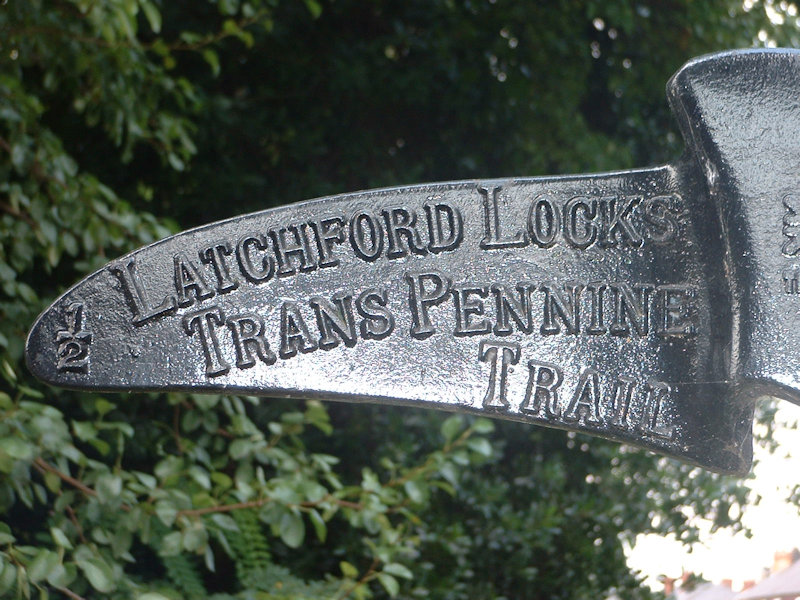 1/2
LATCHFORD LOCKS
TRANS PENNINE
TRAIL